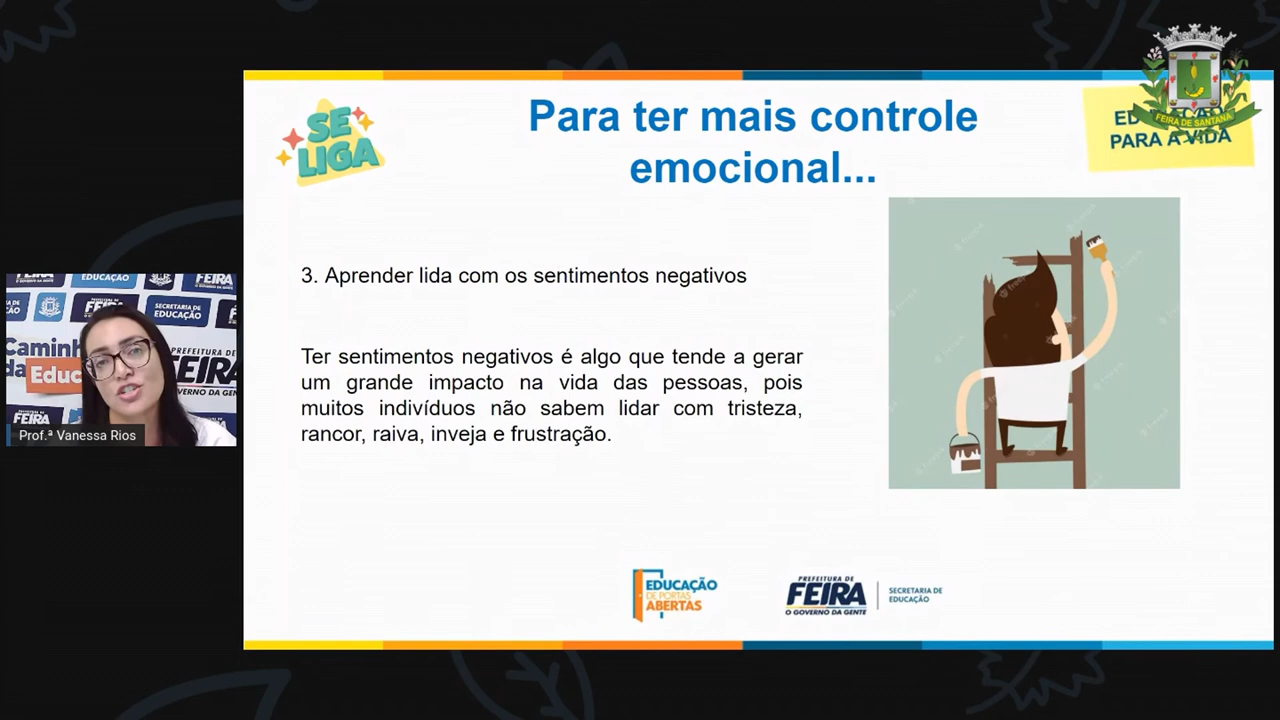 SE
LIGA
Para ter mais controle
emocional...
PARA A VIDA
FEIRA DE SANTANA
3. Aprender lida com os sentimentos negativos
Ter sentimentos negativos é algo que tende a gerar
um grande impacto na vida das pessoas, pois
muitos indivíduos não sabem lidar com tristeza,
rancor, raiva, inveja e frustração.
EDUCAÇÃO
SECRETARIA DE
EDUCAÇÃO
PREFEITURA DE
FEIRA
GOVERNO DA GENTE
Prof.ª Vanessa Rios
EDUCAÇÃO
DE PORTAS
ABERTAS
PREFEITURA DE
FEIRA
O GOVERNO DA GENTE
SECRETARIA DE
EDUCAÇÃO